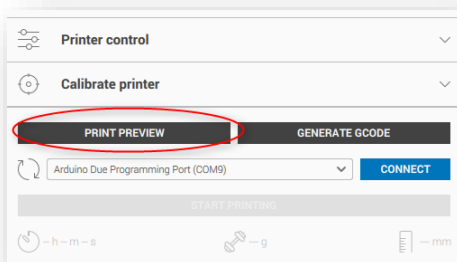 Printer control
Calibrate printer
PRINT PREVIEW GENERATE GCODE
Arduino Due Programming Port (COM9) CONNECT
START PRINTING
– h – m – s – g – mm